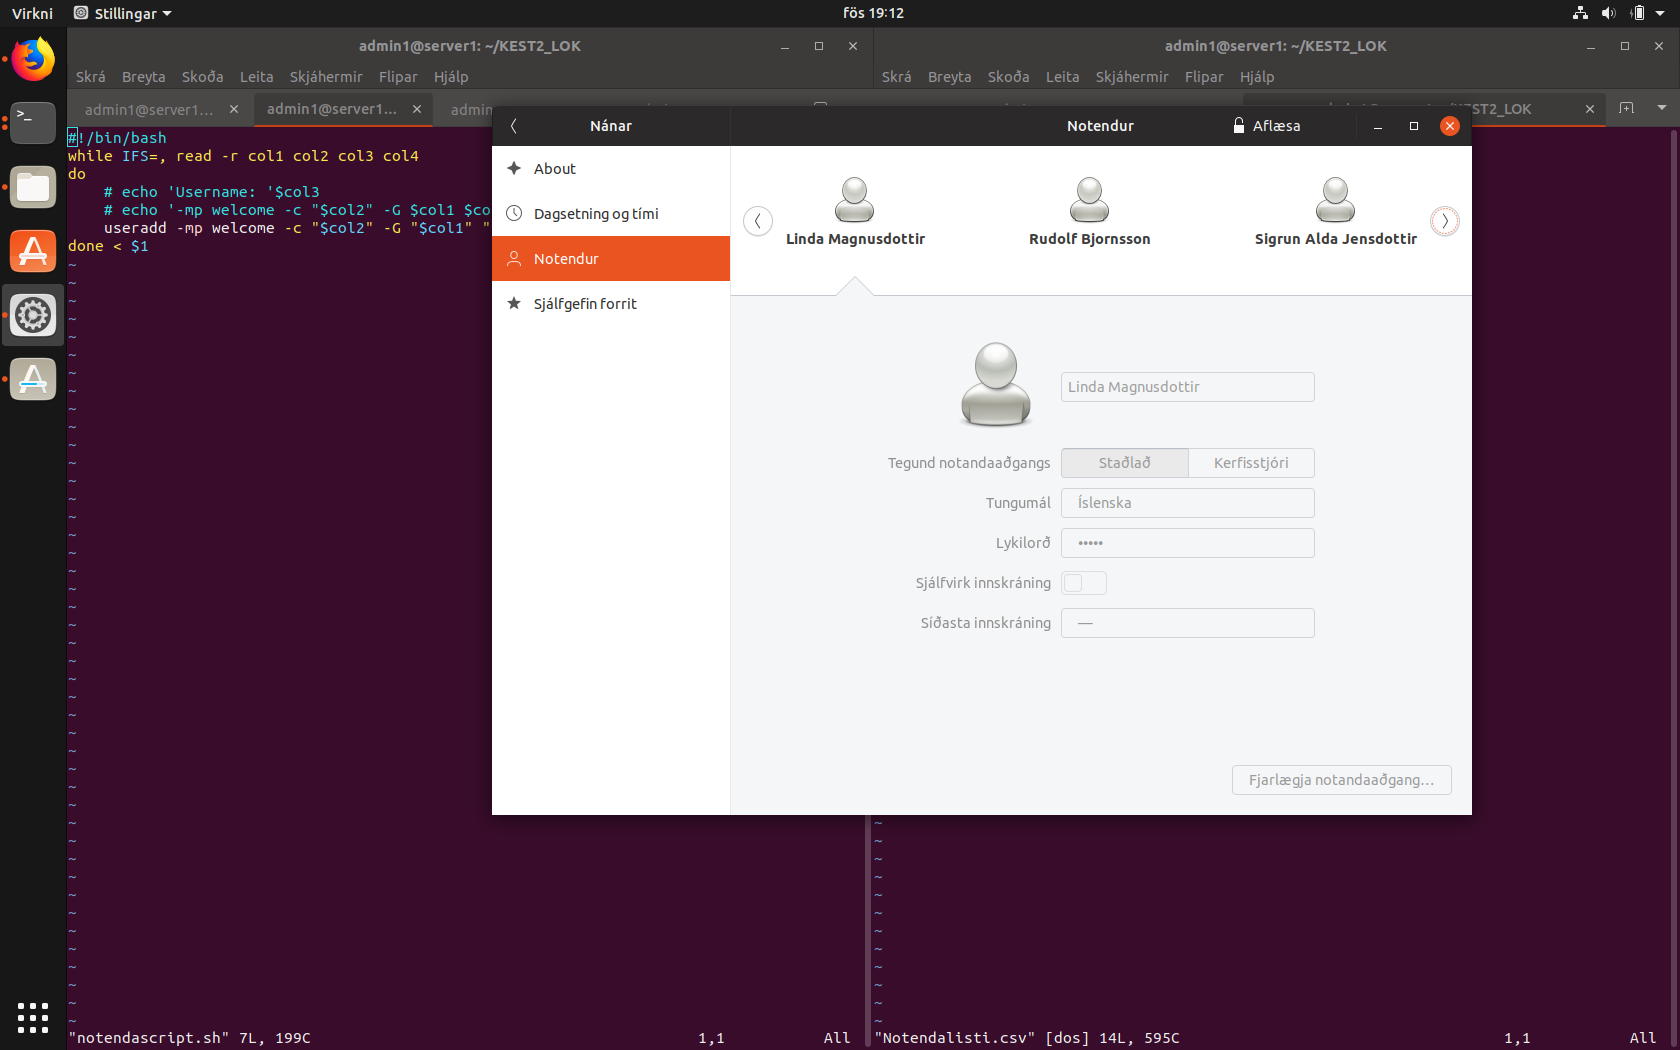 Virkni
Stillingar
fös 19:12
admin1@server1: ~/KEST2_LOK
admin1@server1: ~/KEST2_LOK
Skrá Breyta Skoða Leita Skjáhermir Flipar Hjálp
Skrá Breyta Skoða Leita Skjáhermir Flipar Hjálp
admin1@server1…
admin1@server1…
#!/bin/bash
while IFS=, read -r col1 col2 col3 col4
do
# echo 'Username: '$col3
# echo '-mp welcome -c "$col2" -G $col1 $co
useradd -mp welcome -c "$col2" -G "$col1" "
done < $1
Nánar
Notendur
Aflæsa
About
Dagsetning og tími
Notendur
Sjálfgefin forrit
Linda Magnusdottir
Rudolf Bjornsson
Sigrun Alda Jensdottir
Linda Magnusdottir
Tegund notandaaðgangs
Staðlað
Kerfisstjóri
Tungumál
Íslenska
Lykilorð
•••••
Sjálfvirk innskráning
Síðasta innskráning
—
Fjarlægja notandaaðgang…
"notendascript.sh" 7L, 199C 1,1 All
"Notendalisti.csv" [dos] 14L, 595C 1,1 All